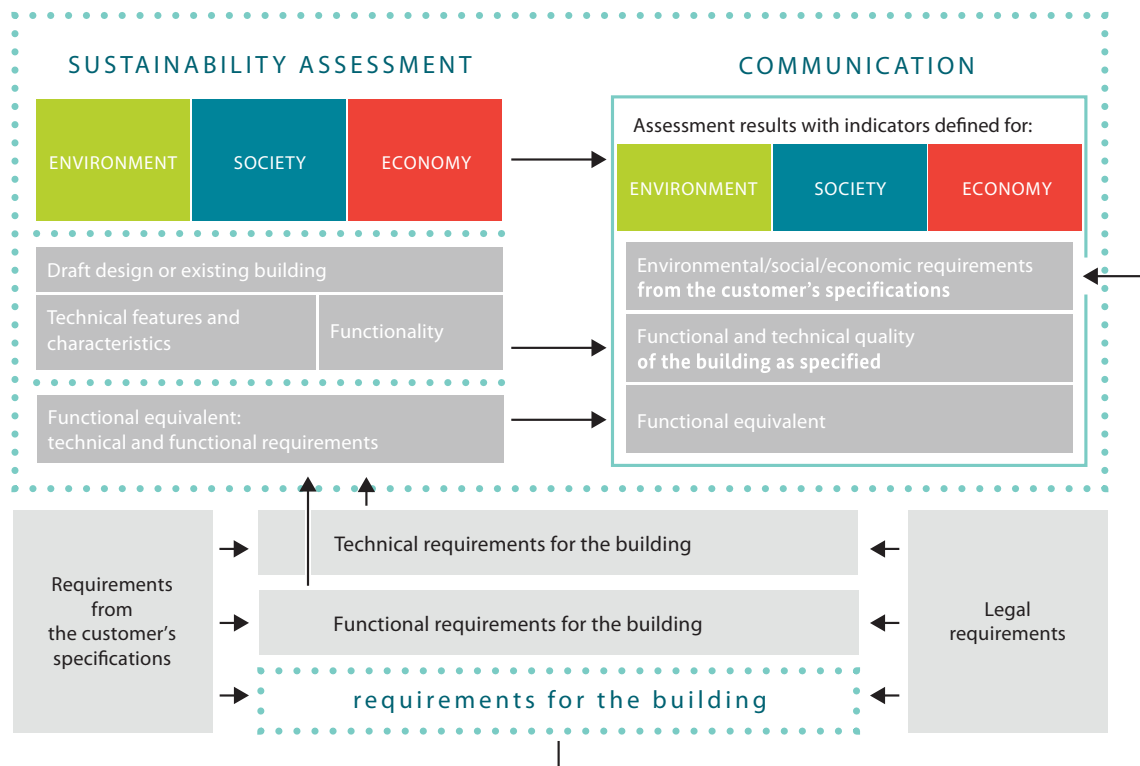 SUSTAINABILITY ASSESSMENT
ENVIRONMENT
SOCIETY
ECONOMY
Draft design or existing building
Technical features and
characteristics
Functionality
Functional equivalent:
technical and functional requirements
COMMUNICATION
Assessment results with indicators defined for:
ENVIRONMENT
SOCIETY
ECONOMY
Environmental/social/economic requirements
from the customer’s specifications
Functional and technical quality
of the building as specified
Functional equivalent
Requirements
from
the customer’s
specifications
Technical requirements for the building
Functional requirements for the building
requirements for the building
Legal
requirements